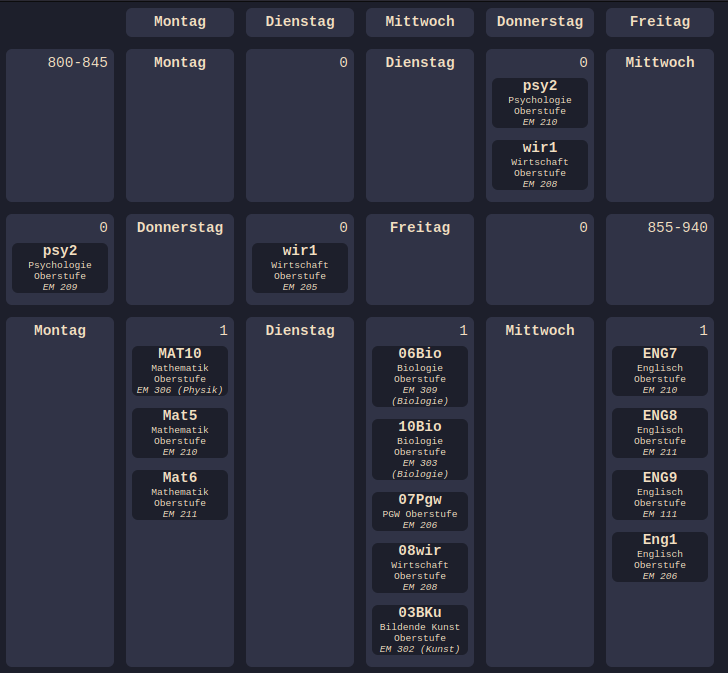 Montag Dienstag Mittwoch Donnerstag Freitag
800-845 Montag 0 Dienstag 0 Mittwoch
psy2
Psychologie
Oberstufe
EM 210
wir1
Wirtschaft
Oberstufe
EM 208
0 Donnerstag 0 Freitag 0 855-940
psy2
Psychologie
Oberstufe
EM 209
wir1
Wirtschaft
Oberstufe
EM 205
Montag 1 Dienstag 1 Mittwoch 1
MAT10
Mathematik
Oberstufe
EM 306 (Physik)
Mat5
Mathematik
Oberstufe
EM 210
Mat6
Mathematik
Oberstufe
EM 211
06Bio
Biologie
Oberstufe
EM 309
(Biologie)
10Bio
Biologie
Oberstufe
EM 303
(Biologie)
07Pgw
PGW Oberstufe
EM 206
08wir
Wirtschaft
Oberstufe
EM 208
03BKu
Bildende Kunst
Oberstufe
EM 302 (Kunst)
ENG7
Englisch
Oberstufe
EM 210
ENG8
Englisch
Oberstufe
EM 211
ENG9
Englisch
Oberstufe
EM 111
Eng1
Englisch
Oberstufe
EM 206